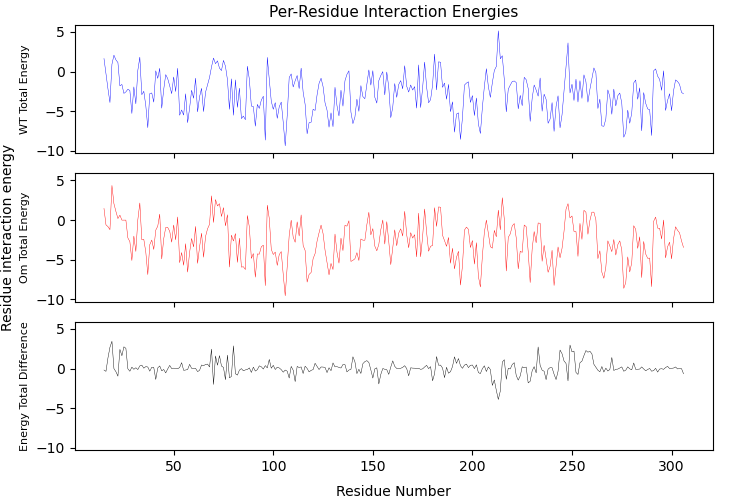 Per-Residue Interaction Energies
Residue interaction energy
WT Total Energy
5
0
−5
−10
Om Total Energy
5
0
−5
−10
Energy Total Difference
5
0
−5
−10
50 100 150 200 250 300
Residue Number